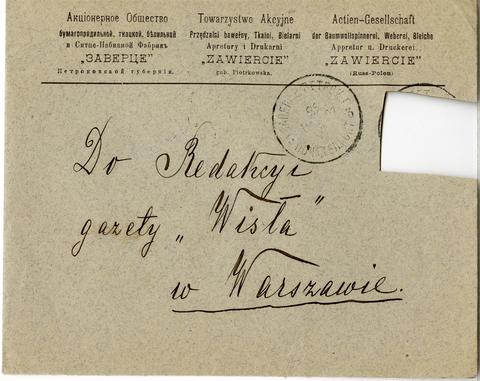 Акціонерное Общество
бумагопрядильной, ткацкой, бѣлильной
и Ситце-Набивной Фабрикъ
„ЗАВЕРЦЕ"
Петроковской губерніи.
Towarzystwo Akcyjne
Przędzalni bawełny, Tkalni, Bielarni
Apretury i Drukarni
„ZAWIERCIE"
gub. Piotrkowska.
Actien-Gesellschaft
der Baumwollspinnerei, Weberei, Bleiche
Appretur u. Druckerei
„ZAWIERCIE"
(Russ-Polen)
Do Redakcyi
gazety „Wisła"
w Warszawie.